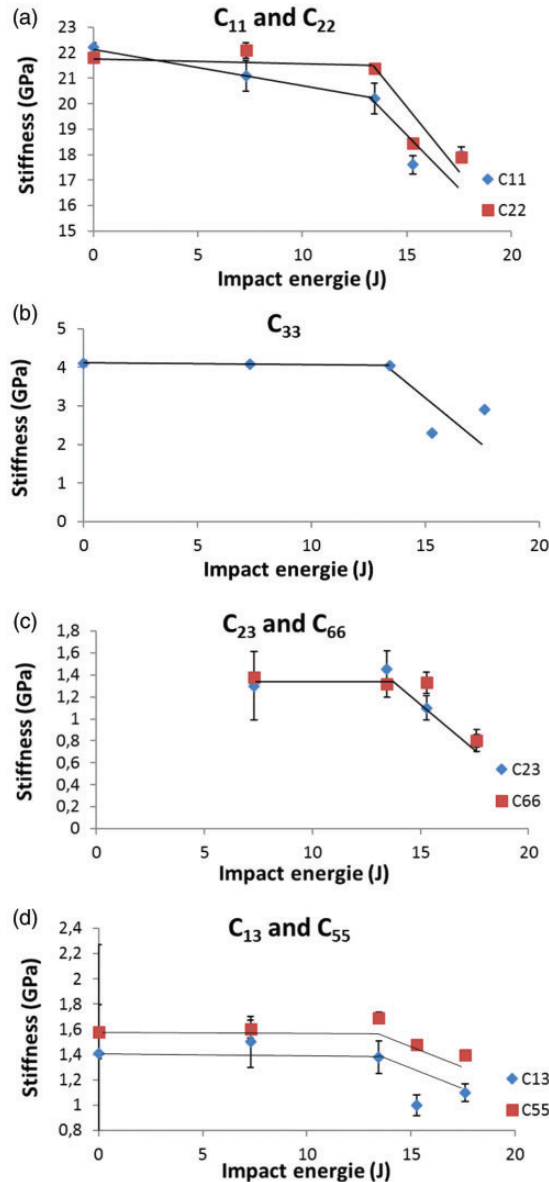 (a)
C₁₁ and C₂₂
Stiffness (GPa)
23
22
21
20
19
18
17
16
15
0
5
10
15
20
Impact energie (J)
C11
C22
(b)
C₃₃
Stiffness (GPa)
5
4
3
2
1
0
0
5
10
15
20
Impact energie (J)
(c)
C₂₃ and C₆₆
Stiffness (GPa)
1,8
1,6
1,4
1,2
1
0,8
0,6
0,4
0,2
0
0
5
10
15
20
Impact energie (J)
C23
C66
(d)
C₁₃ and C₅₅
Stiffness (GPa)
2,4
2,2
2
1,8
1,6
1,4
1,2
1
0,8
0
5
10
15
20
Impact energie (J)
C13
C55